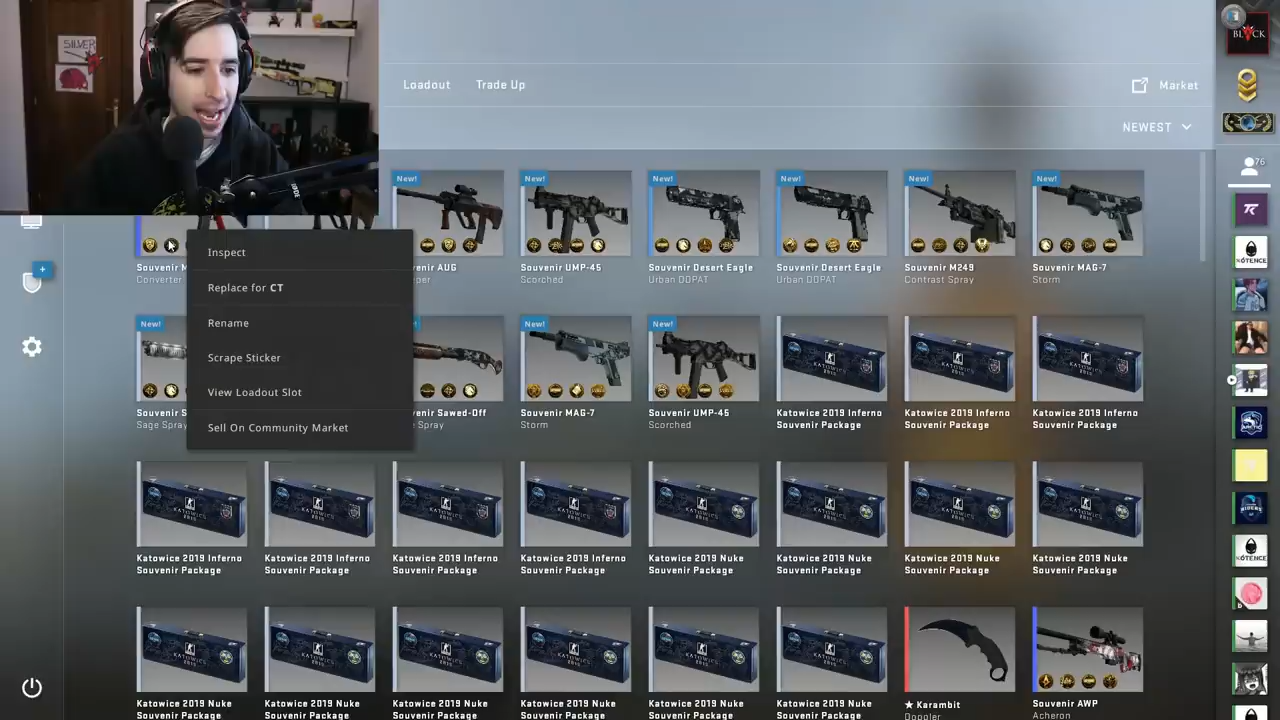 SILVER
Loadout
Trade Up
Market
NEWEST
BLVCK
76
New!
New!
New!
New!
New!
New!
Souvenir M
Converter
Souvenir AUG
Souvenir UMP-45
Scorched
Souvenir Desert Eagle
Urban DDPAT
Souvenir Desert Eagle
Urban DDPAT
Souvenir M249
Contrast Spray
Souvenir MAG-7
Storm
Inspect
Replace for CT
Rename
Scrape Sticker
View Loadout Slot
Sell On Community Market
+
New!
New!
New!
Souvenir S
Sage Spray
Souvenir Sawed-Off
Spray
Souvenir MAG-7
Storm
Souvenir UMP-45
Scorched
Katowice 2019 Inferno
Souvenir Package
Katowice 2019 Inferno
Souvenir Package
Katowice 2019 Inferno
Souvenir Package
Katowice 2019 Inferno
Souvenir Package
Katowice 2019 Inferno
Souvenir Package
Katowice 2019 Inferno
Souvenir Package
Katowice 2019 Inferno
Souvenir Package
Katowice 2019 Nuke
Souvenir Package
Katowice 2019 Nuke
Souvenir Package
Katowice 2019 Nuke
Souvenir Package
Katowice 2019 Nuke
Souvenir Package
Katowice 2019 Nuke
Souvenir Package
Katowice 2019 Nuke
Souvenir Package
Katowice 2019 Nuke
Souvenir Package
Katowice 2019 Nuke
Souvenir Package
Katowice 2019 Nuke
Souvenir Package
Katowice 2019 Nuke
Souvenir Package
★ Karambit
Doppler
Souvenir AWP
Acheron